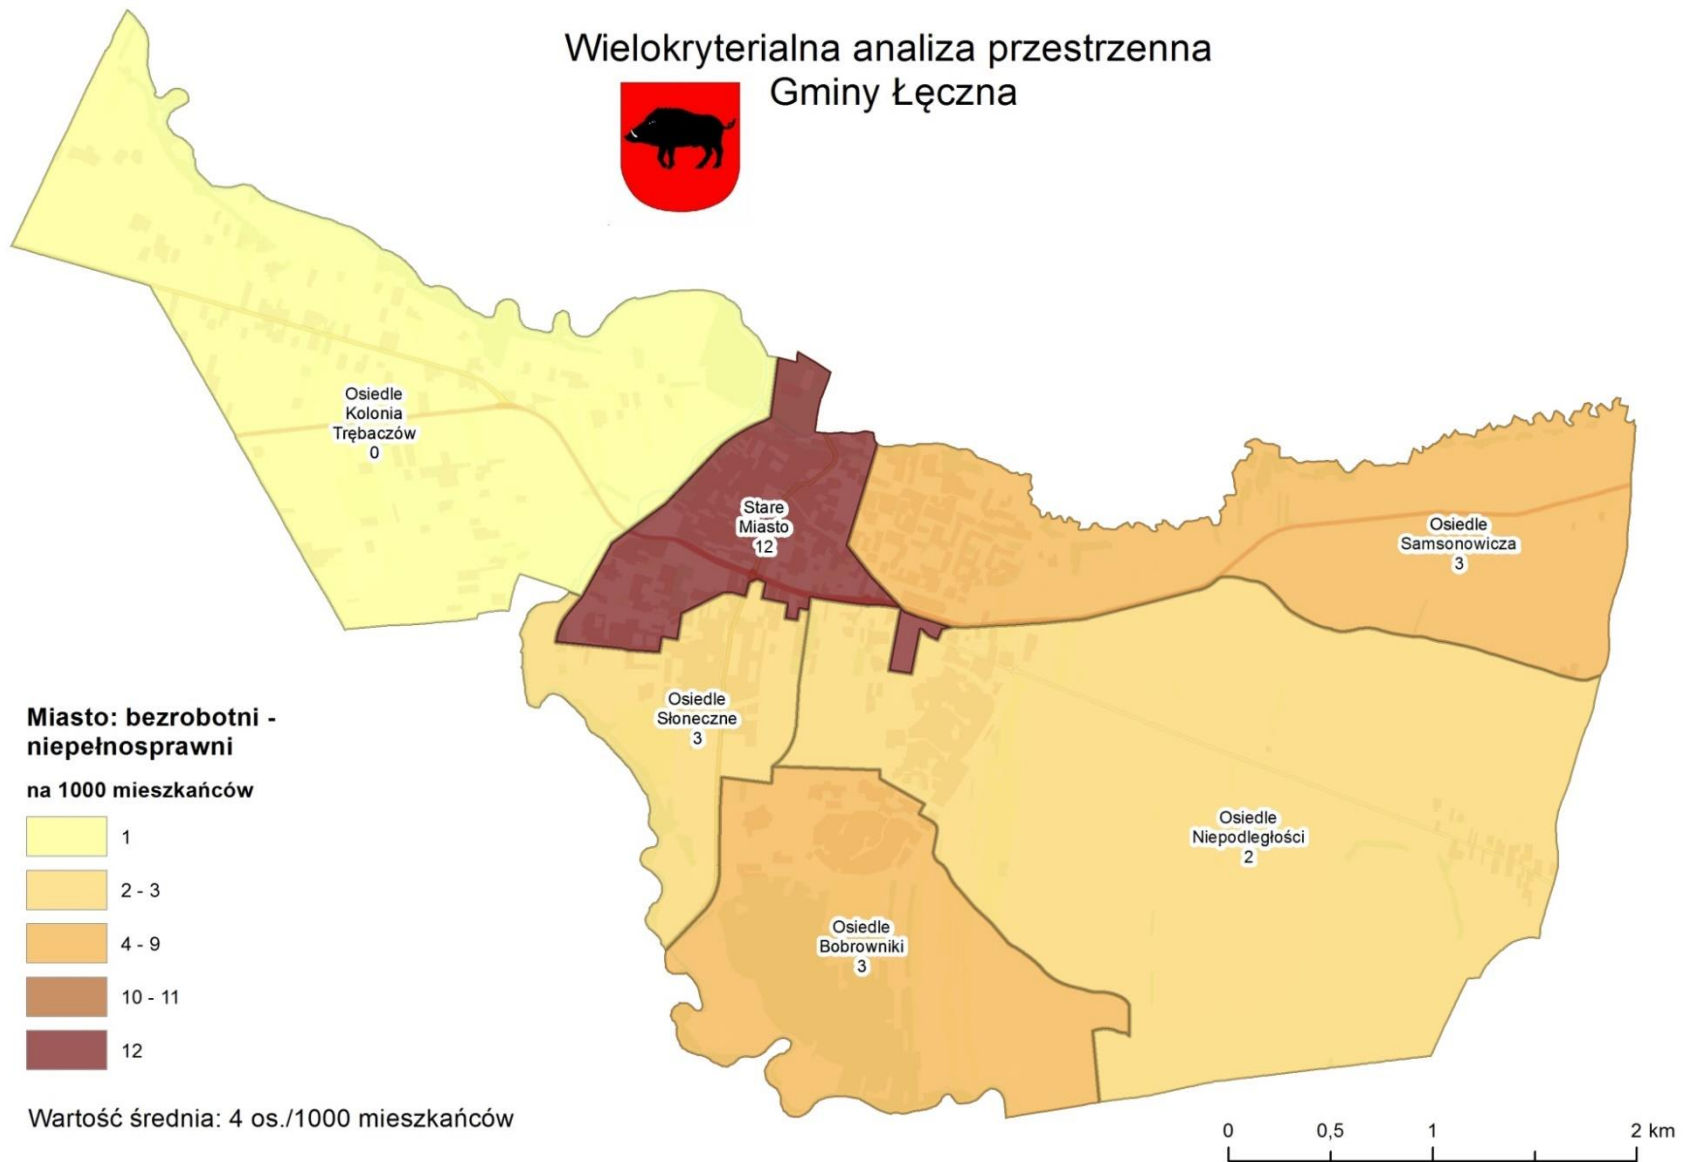 Wielokryterialna analiza przestrzenna
Gminy Łęczna
Osiedle
Kolonia
Trębaczów
0
Stare
Miasto
12
Osiedle
Samsonowicza
3
Osiedle
Słoneczne
3
Osiedle
Niepodległości
2
Osiedle
Bobrowniki
3
Miasto: bezrobotni -
niepełnosprawni
na 1000 mieszkańców
1
2 - 3
4 - 9
10 - 11
12
Wartość średnia: 4 os./1000 mieszkańców
0 0,5 1 2 km